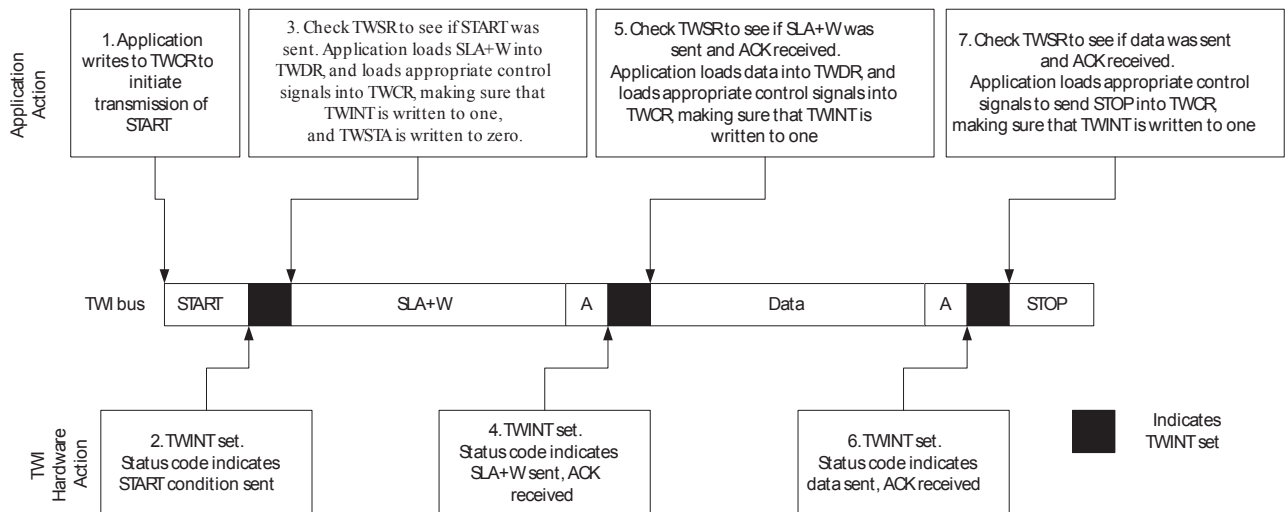 Application
Action
1. Application
writes to TWCR to
initiate
transmission of
START
3. Check TWSR to see if START was
sent. Application loads SLA+W into
TWDR, and loads appropriate control
signals into TWCR, making sure that
TWINT is written to one,
and TWSTA is written to zero.
5. Check TWSR to see if SLA+W was
sent and ACK received.
Application loads data into TWDR, and
loads appropriate control signals into
TWCR, making sure that TWINT is
written to one
7. Check TWSR to see if data was sent
and ACK received.
Application loads appropriate control
signals to send STOP into TWCR,
making sure that TWINT is written to one
TWI bus
START
SLA+W
A
Data
A
STOP
TWI
Hardware
Action
2. TWINT set.
Status code indicates
START condition sent
4. TWINT set.
Status code indicates
SLA+W sent, ACK
received
6. TWINT set.
Status code indicates
data sent, ACK received
Indicates
TWINT set